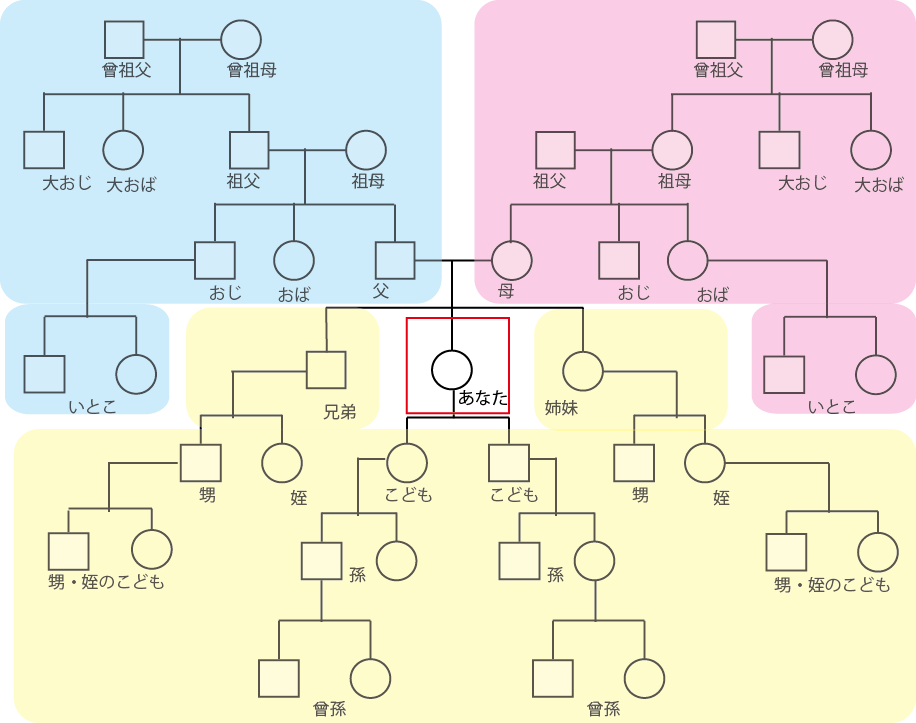 曾祖父 曾祖母 曾祖父 曾祖母
大おじ 大おば 祖父 祖母 祖父 祖母 大おじ 大おば
おじ おば 父 母 おじ おば
いとこ 兄弟 あなた 姉妹 いとこ
甥 姪 こども こども 甥 姪
甥・姪のこども 孫 孫 甥・姪のこども
曾孫 曾孫